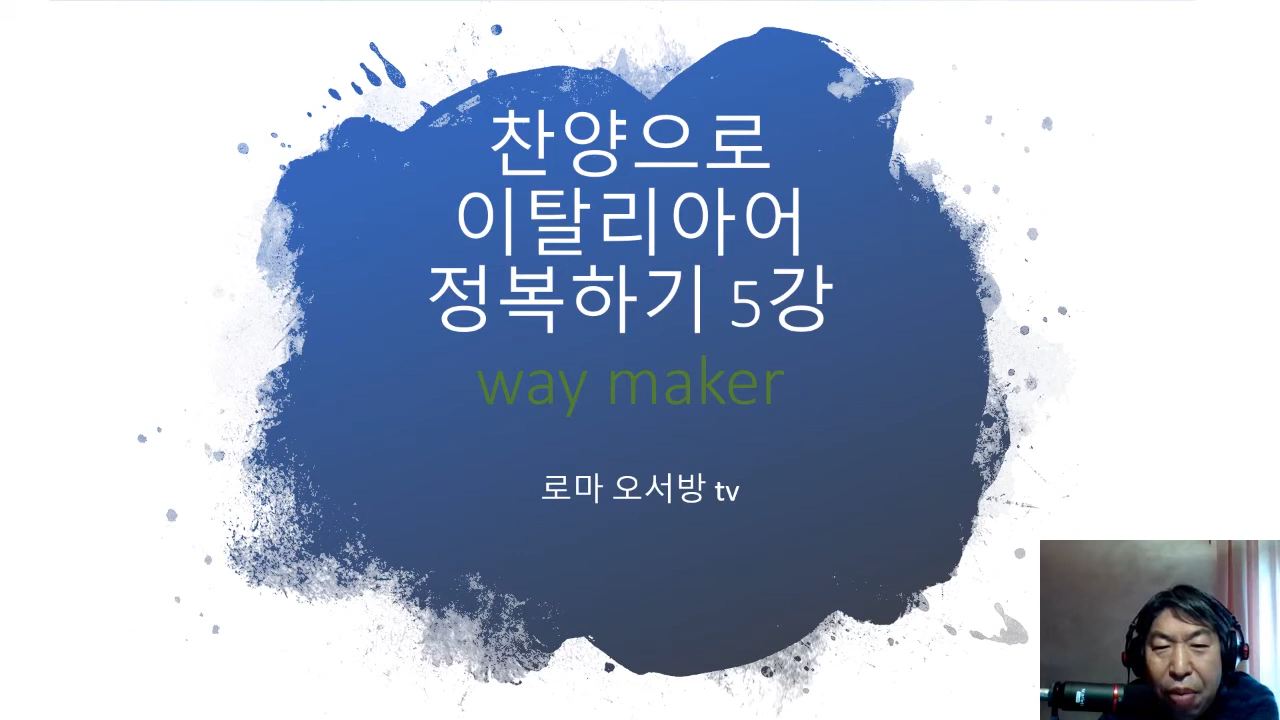 찬양으로
이탈리아어
정복하기 5강
way maker
로마 오서방 tv